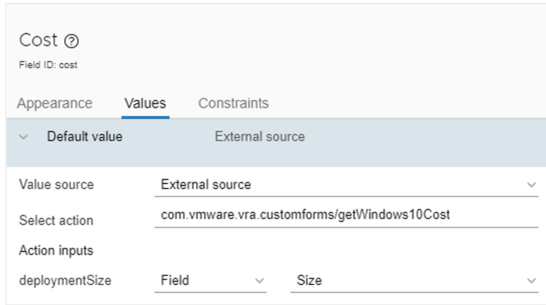 Cost ?
Field ID: cost
Appearance Values Constraints
Default value External source
Value source External source
Select action com.vmware.vra.customforms/getWindows10Cost
Action inputs
deploymentSize Field Size